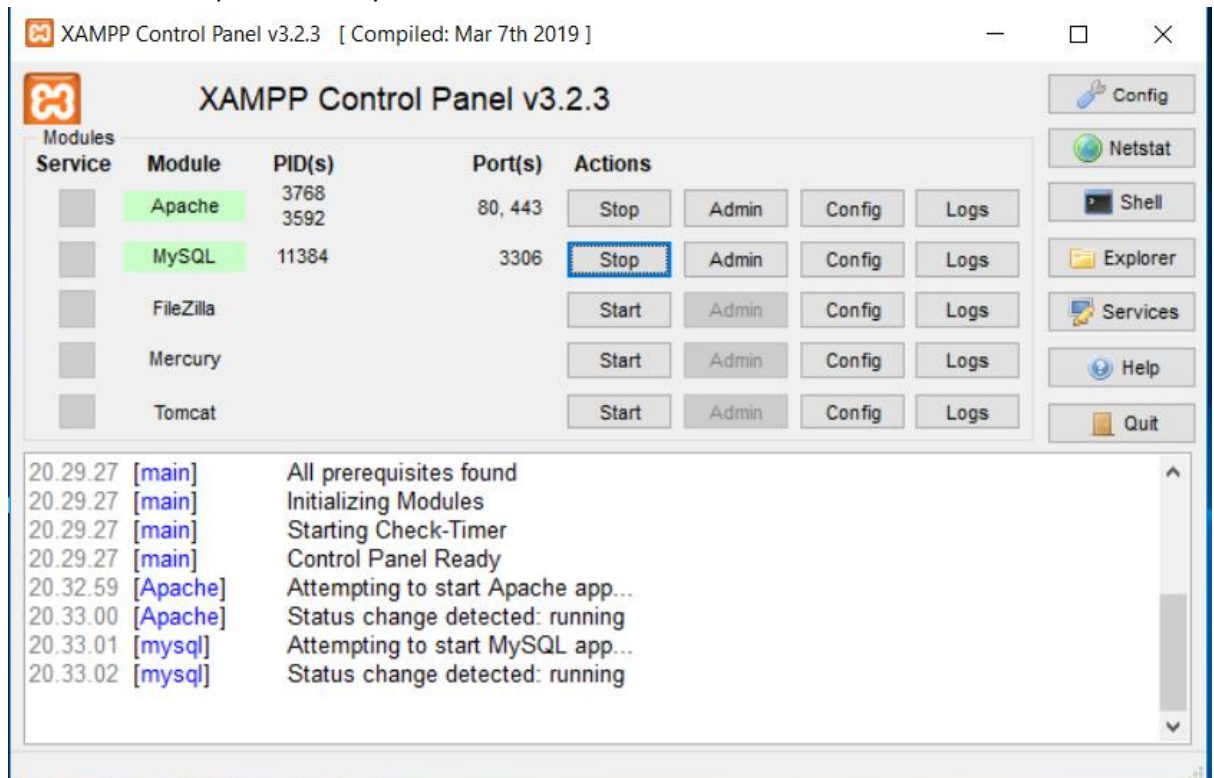 XAMPP Control Panel v3.2.3 [ Compiled: Mar 7th 2019 ]
XAMPP Control Panel v3.2.3
Config
Modules
Netstat
Service Module PID(s) Port(s) Actions
Apache 3768 3592 80, 443 Stop Admin Config Logs
Shell
MySQL 11384 3306 Stop Admin Config Logs
Explorer
FileZilla Start Admin Config Logs
Services
Mercury Start Admin Config Logs
Help
Tomcat Start Admin Config Logs
Quit
20.29.27 [main] All prerequisites found
20.29.27 [main] Initializing Modules
20.29.27 [main] Starting Check-Timer
20.29.27 [main] Control Panel Ready
20.32.59 [Apache] Attempting to start Apache app...
20.33.00 [Apache] Status change detected: running
20.33.01 [mysql] Attempting to start MySQL app...
20.33.02 [mysql] Status change detected: running